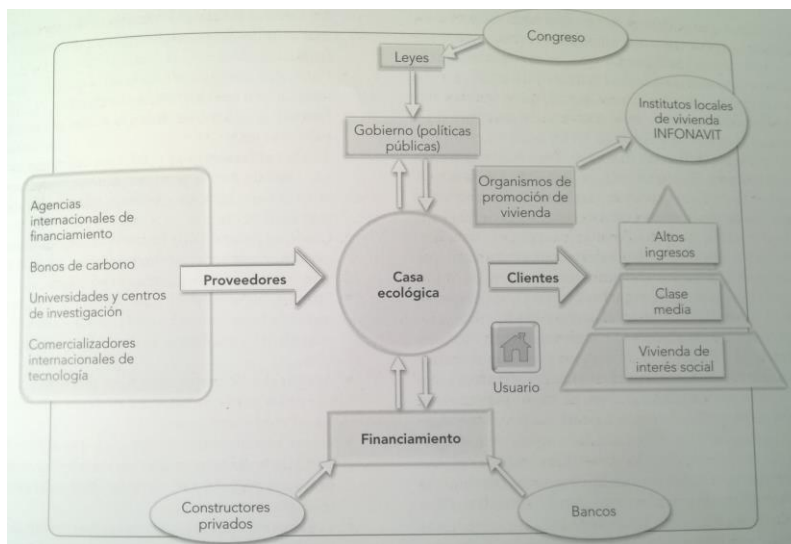 Congreso
Leyes
Gobierno (políticas
públicas)
Institutos locales
de vivienda
INFONAVIT
Organismos de
promoción de
vivienda
Agencias
internacionales de
financiamiento
Bonos de carbono
Universidades y centros
de investigación
Comercializadores
internacionales de
tecnología
Proveedores
Casa
ecológica
Clientes
Altos
ingresos
Clase
media
Vivienda de
interés social
Usuario
Financiamiento
Constructores
privados
Bancos